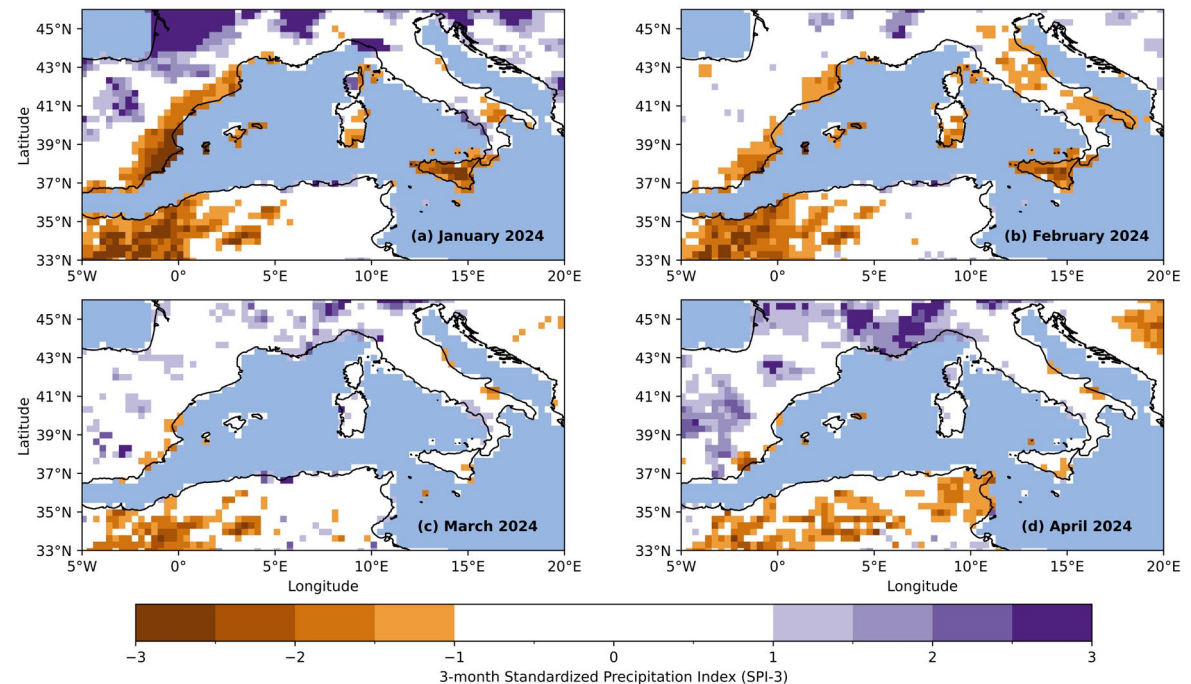 45°N
43°N
41°N
39°N
37°N
35°N
33°N
Latitude
5°W 0° 5°E 10°E 15°E 20°E
(a) January 2024
45°N
43°N
41°N
39°N
37°N
35°N
33°N
5°W 0° 5°E 10°E 15°E 20°E
(b) February 2024
45°N
43°N
41°N
39°N
37°N
35°N
33°N
Latitude
5°W 0° 5°E 10°E 15°E 20°E
Longitude
(c) March 2024
45°N
43°N
41°N
39°N
37°N
35°N
33°N
5°W 0° 5°E 10°E 15°E 20°E
Longitude
(d) April 2024
−3 −2 −1 0 1 2 3
3-month Standardized Precipitation Index (SPI-3)